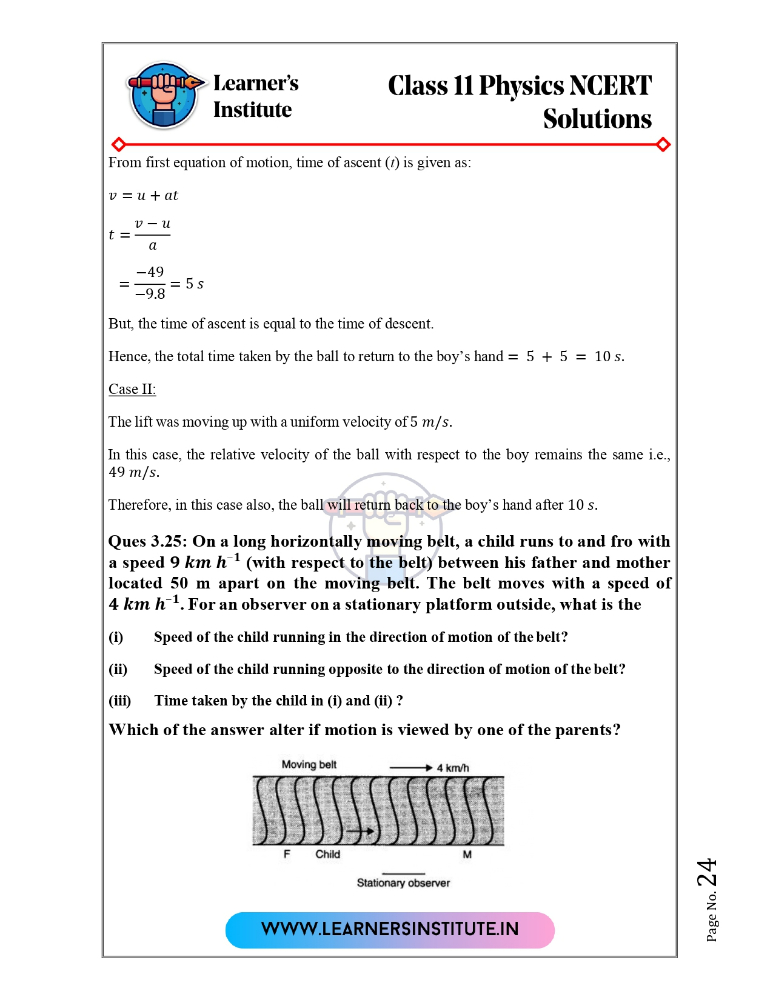 Learner's
Institute
Class 11 Physics NCERT
Solutions
From first equation of motion, time of ascent (t) is given as:
v = u + at
t = \frac{v − u}{a}
= \frac{−49}{−9.8} = 5 s
But, the time of ascent is equal to the time of descent.
Hence, the total time taken by the ball to return to the boy's hand = 5 + 5 = 10 s.
Case II:
The lift was moving up with a uniform velocity of 5 m/s.
In this case, the relative velocity of the ball with respect to the boy remains the same i.e.,
49 m/s.
Therefore, in this case also, the ball will return back to the boy's hand after 10 s.
Ques 3.25: On a long horizontally moving belt, a child runs to and fro with
a speed 9 km h⁻¹ (with respect to the belt) between his father and mother
located 50 m apart on the moving belt. The belt moves with a speed of
4 km h⁻¹. For an observer on a stationary platform outside, what is the
(i) Speed of the child running in the direction of motion of the belt?
(ii) Speed of the child running opposite to the direction of motion of the belt?
(iii) Time taken by the child in (i) and (ii) ?
Which of the answer alter if motion is viewed by one of the parents?
Moving belt 4 km/h
F Child M
Stationary observer
WWW.LEARNERSINSTITUTE.IN
Page No. 24